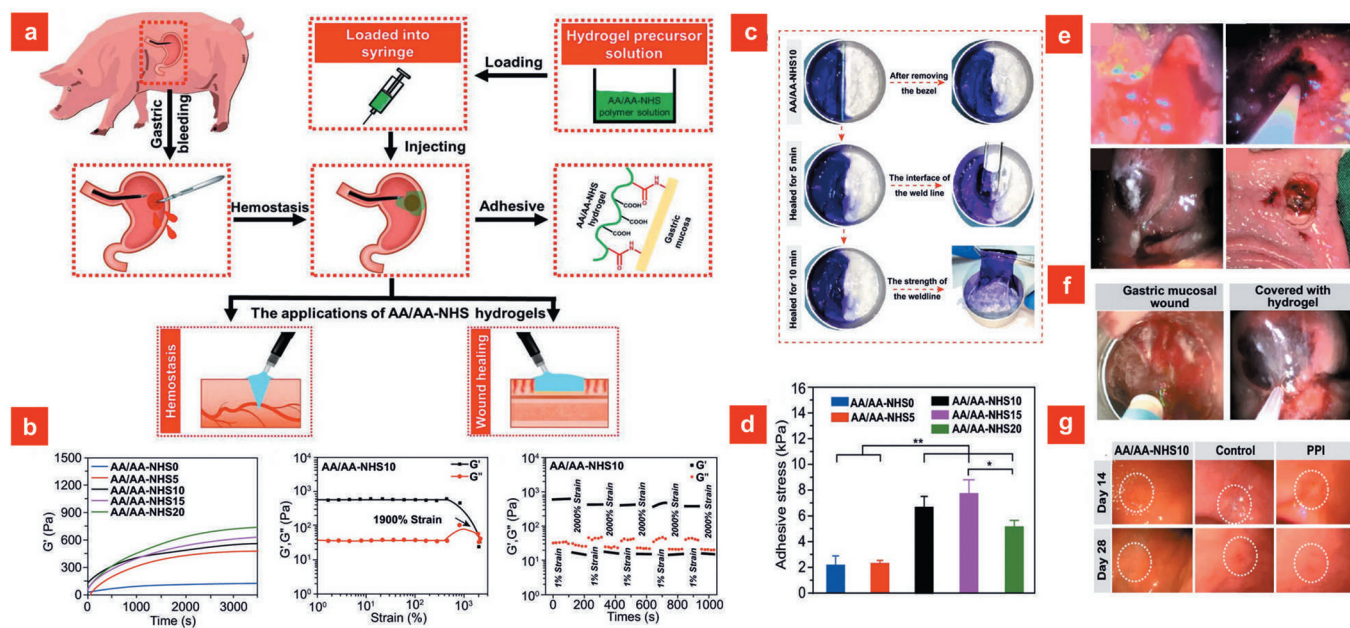 a
Gastric
bleeding
Loaded into
syringe
Loading
Hydrogel precursor
solution
AA/AA-NHS
polymer solution
Injecting
Hemostasis
Adhesive
AA/AA-NHS
hydrogel
COOH
COOH
COOH
HN
O
HN
O
Gastric
mucosa
The applications of AA/AA-NHS hydrogels
Hemostasis
Wound healing
b
1500
1200
900
600
300
0
G' (Pa)
AA/AA-NHS0
AA/AA-NHS5
AA/AA-NHS10
AA/AA-NHS15
AA/AA-NHS20
0 1000 2000 3000
Time (s)
AA/AA-NHS10
G'
G''
10⁴
10³
10²
10¹
10⁰
G',G'' (Pa)
1900% Strain
10⁰ 10¹ 10² 10³
Strain (%)
AA/AA-NHS10
G'
G''
10⁴
10³
10²
10¹
10⁰
G',G'' (Pa)
2000% Strain
2000% Strain
2000% Strain
2000% Strain
1% Strain
1% Strain
1% Strain
1% Strain
1% Strain
0 200 400 600 800 1000
Times (s)
c
AA/AA-NHS10
After removing
the bezel
Healed for 5 min
The interface of
the weld line
Healed for 10 min
The strength of
the weldline
d
16
14
12
10
8
6
4
2
0
Adhesive stress (kPa)
AA/AA-NHS0
AA/AA-NHS5
AA/AA-NHS10
AA/AA-NHS15
AA/AA-NHS20
**
*
e
f
Gastric mucosal
wound
Covered with
hydrogel
g
AA/AA-NHS10 Control PPI
Day 14
Day 28